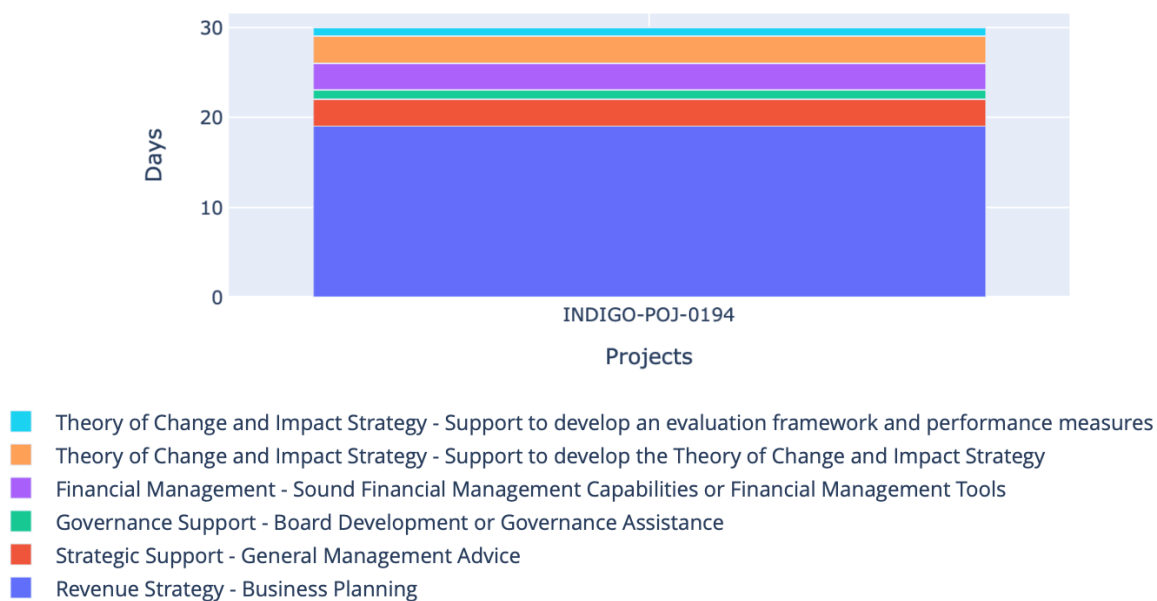 30
20
10
0
Days
INDIGO-POJ-0194
Projects
Theory of Change and Impact Strategy - Support to develop an evaluation framework and performance measures
Theory of Change and Impact Strategy - Support to develop the Theory of Change and Impact Strategy
Financial Management - Sound Financial Management Capabilities or Financial Management Tools
Governance Support - Board Development or Governance Assistance
Strategic Support - General Management Advice
Revenue Strategy - Business Planning